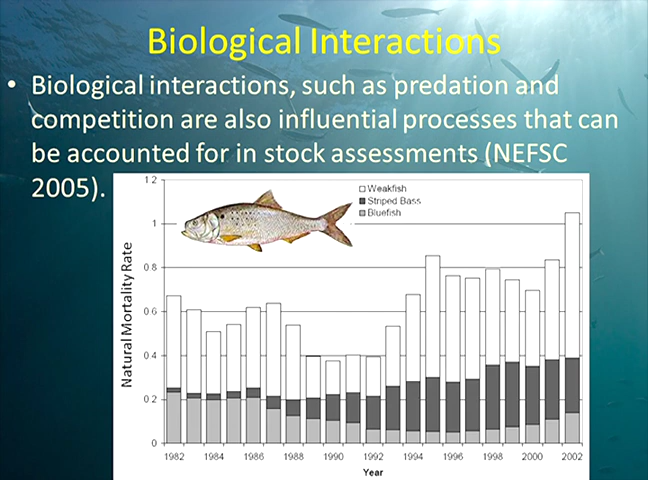 Biological Interactions
• Biological interactions, such as predation and
competition are also influential processes that can
be accounted for in stock assessments (NEFSC
2005).
1.2
1
0.8
0.6
0.4
0.2
0
Natural Mortality Rate
Weakfish
Striped Bass
Bluefish
1982 1984 1986 1988 1990 1992 1994 1996 1998 2000 2002
Year